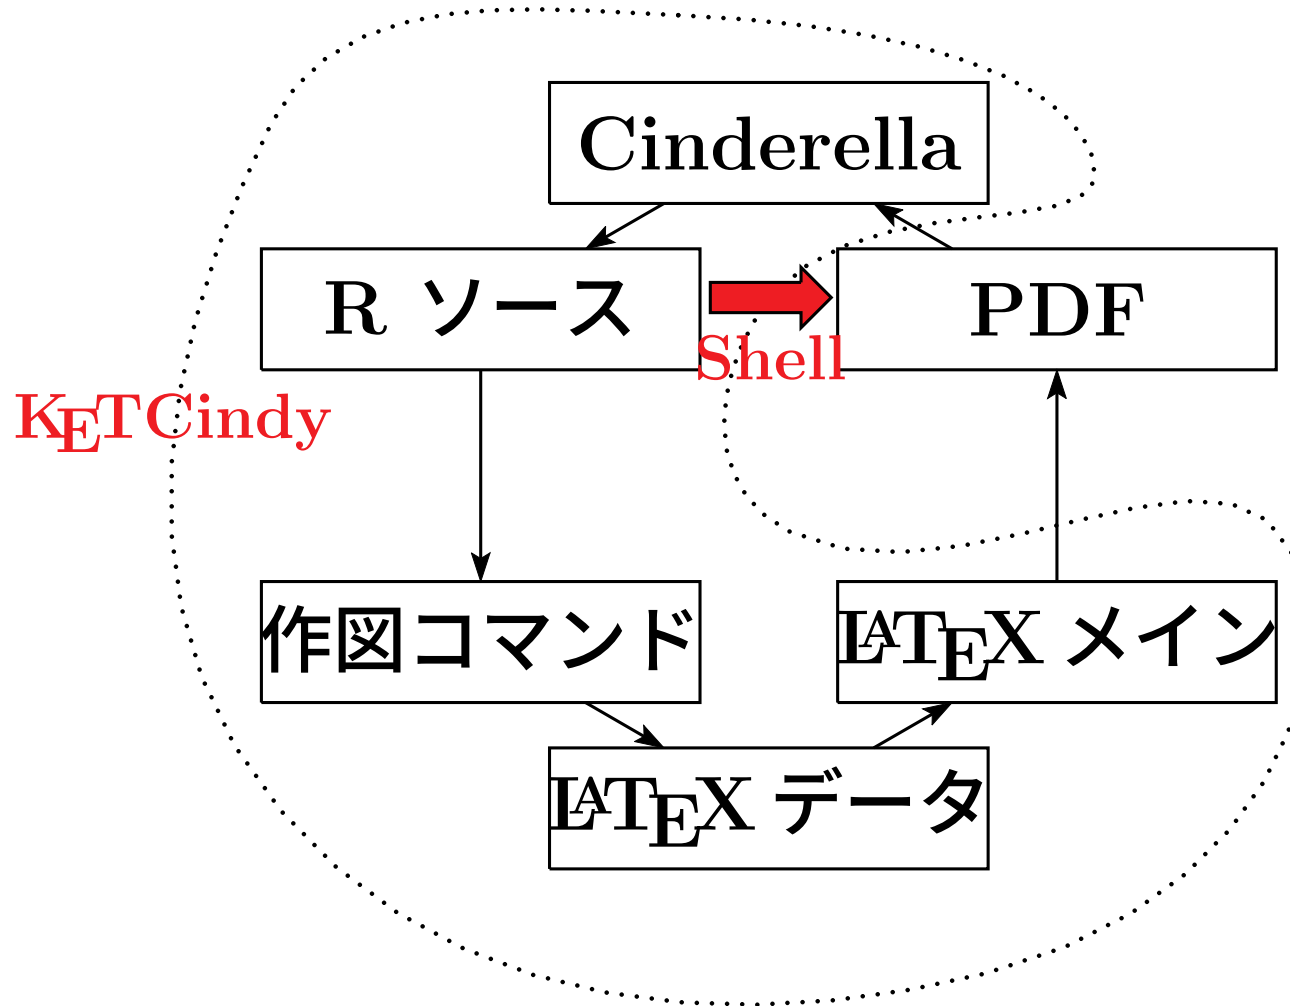 Cinderella
R ソース
PDF
Shell
KETCindy
作図コマンド
LATEX メイン
LATEX データ